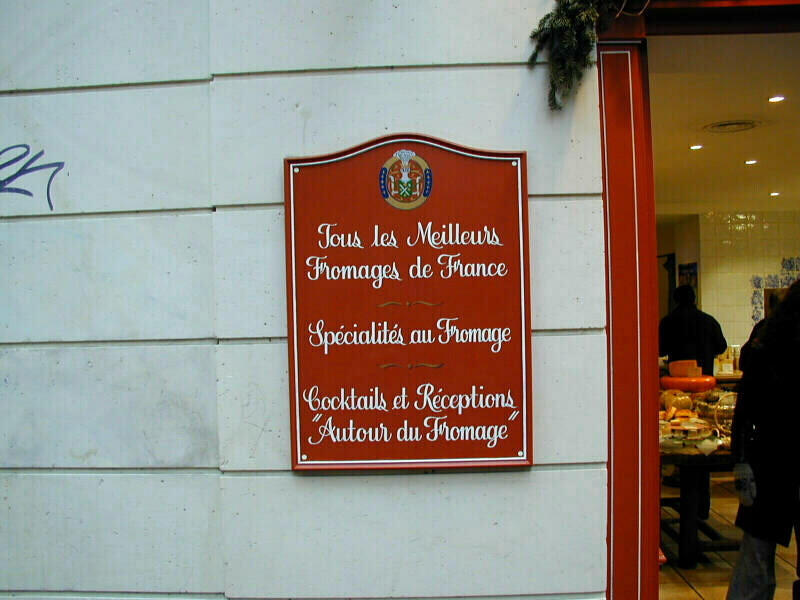 Tous les Meilleurs
Fromages de France
Spécialités au Fromage
Cocktails et Réceptions
"Autour du Fromage"